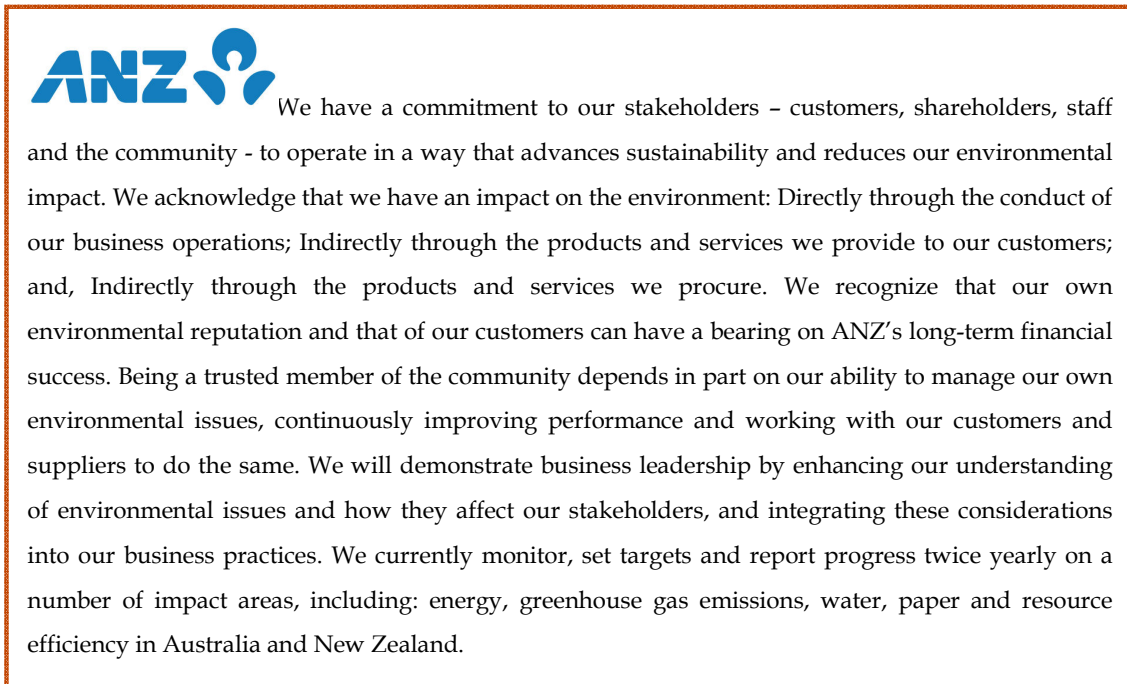 ANZ
We have a commitment to our stakeholders – customers, shareholders, staff
and the community - to operate in a way that advances sustainability and reduces our environmental
impact. We acknowledge that we have an impact on the environment: Directly through the conduct of
our business operations; Indirectly through the products and services we provide to our customers;
and, Indirectly through the products and services we procure. We recognize that our own
environmental reputation and that of our customers can have a bearing on ANZ’s long-term financial
success. Being a trusted member of the community depends in part on our ability to manage our own
environmental issues, continuously improving performance and working with our customers and
suppliers to do the same. We will demonstrate business leadership by enhancing our understanding
of environmental issues and how they affect our stakeholders, and integrating these considerations
into our business practices. We currently monitor, set targets and report progress twice yearly on a
number of impact areas, including: energy, greenhouse gas emissions, water, paper and resource
efficiency in Australia and New Zealand.